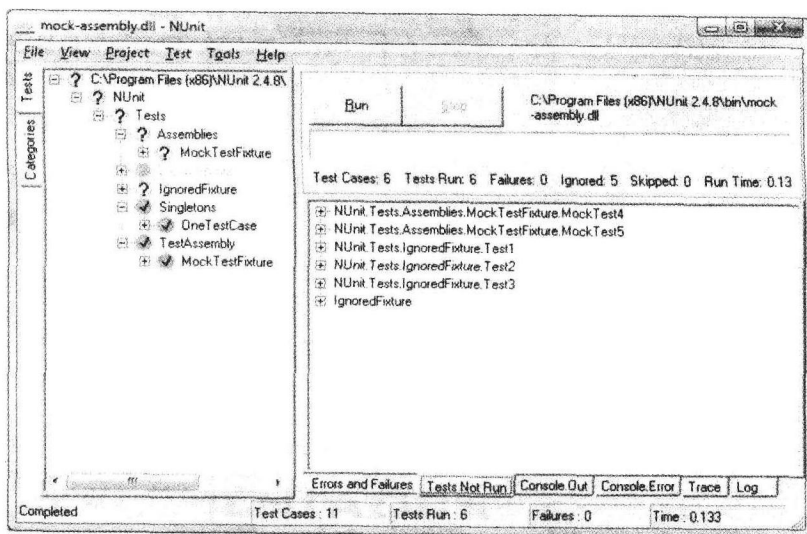 mock-assembly.dll - NUnit
File View Project Test Tools Help
Tests
Categories
C:\Program Files (x86)\NUnit 2.4.8\
NUnit
Tests
Assemblies
MockTestFixture
IgnoredFixture
Singletons
OneTestCase
TestAssembly
MockTestFixture
Run
Stop
C:\Program Files (x86)\NUnit 2.4.8\bin\mock
-assembly.dll
Test Cases: 6 Tests Run: 6 Failures: 0 Ignored: 5 Skipped: 0 Run Time: 0.13
NUnit.Tests.Assemblies.MockTestFixture.MockTest4
NUnit.Tests.Assemblies.MockTestFixture.MockTest5
NUnit.Tests.IgnoredFixture.Test1
NUnit.Tests.IgnoredFixture.Test2
NUnit.Tests.IgnoredFixture.Test3
IgnoredFixture
Errors and Failures Tests Not Run Console.Out Console.Error Trace Log
Completed Test Cases : 11 Tests Run : 6 Failures : 0 Time : 0.133